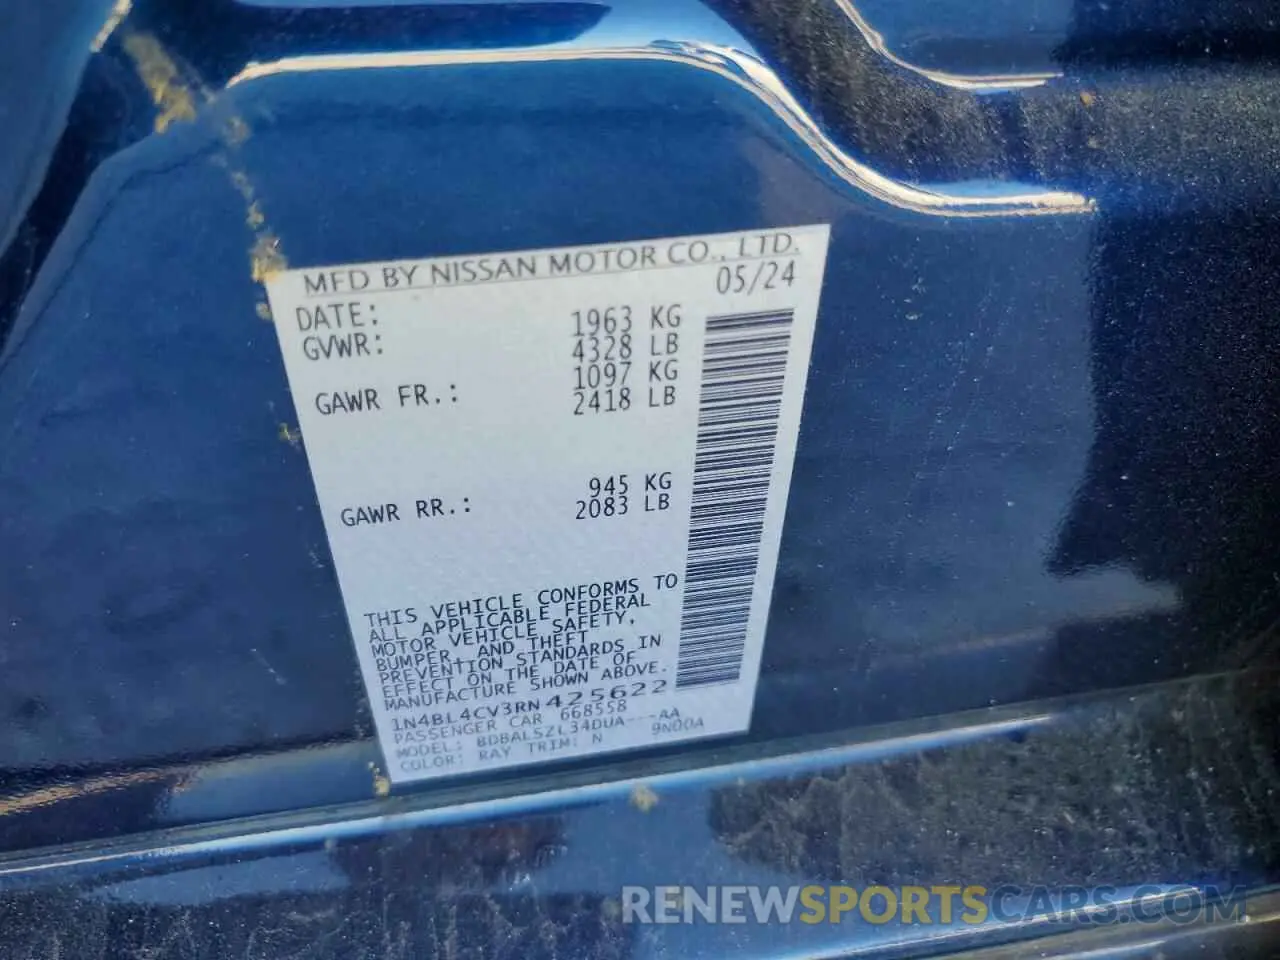 MFD BY NISSAN MOTOR CO., LTD.
DATE: 05/24
GVWR: 1963 KG
4328 LB
GAWR FR.: 1097 KG
2418 LB
GAWR RR.: 945 KG
2083 LB
THIS VEHICLE CONFORMS TO
ALL APPLICABLE FEDERAL
MOTOR VEHICLE SAFETY,
BUMPER, AND THEFT
PREVENTION STANDARDS IN
EFFECT ON THE DATE OF
MANUFACTURE SHOWN ABOVE.
1N4BL4CV3RN425622
PASSENGER CAR 668558
MODEL: BDBALSZL34DUA---AA
COLOR: RAY TRIM: N 9N00A
RENEWSPORTSCARS.COM